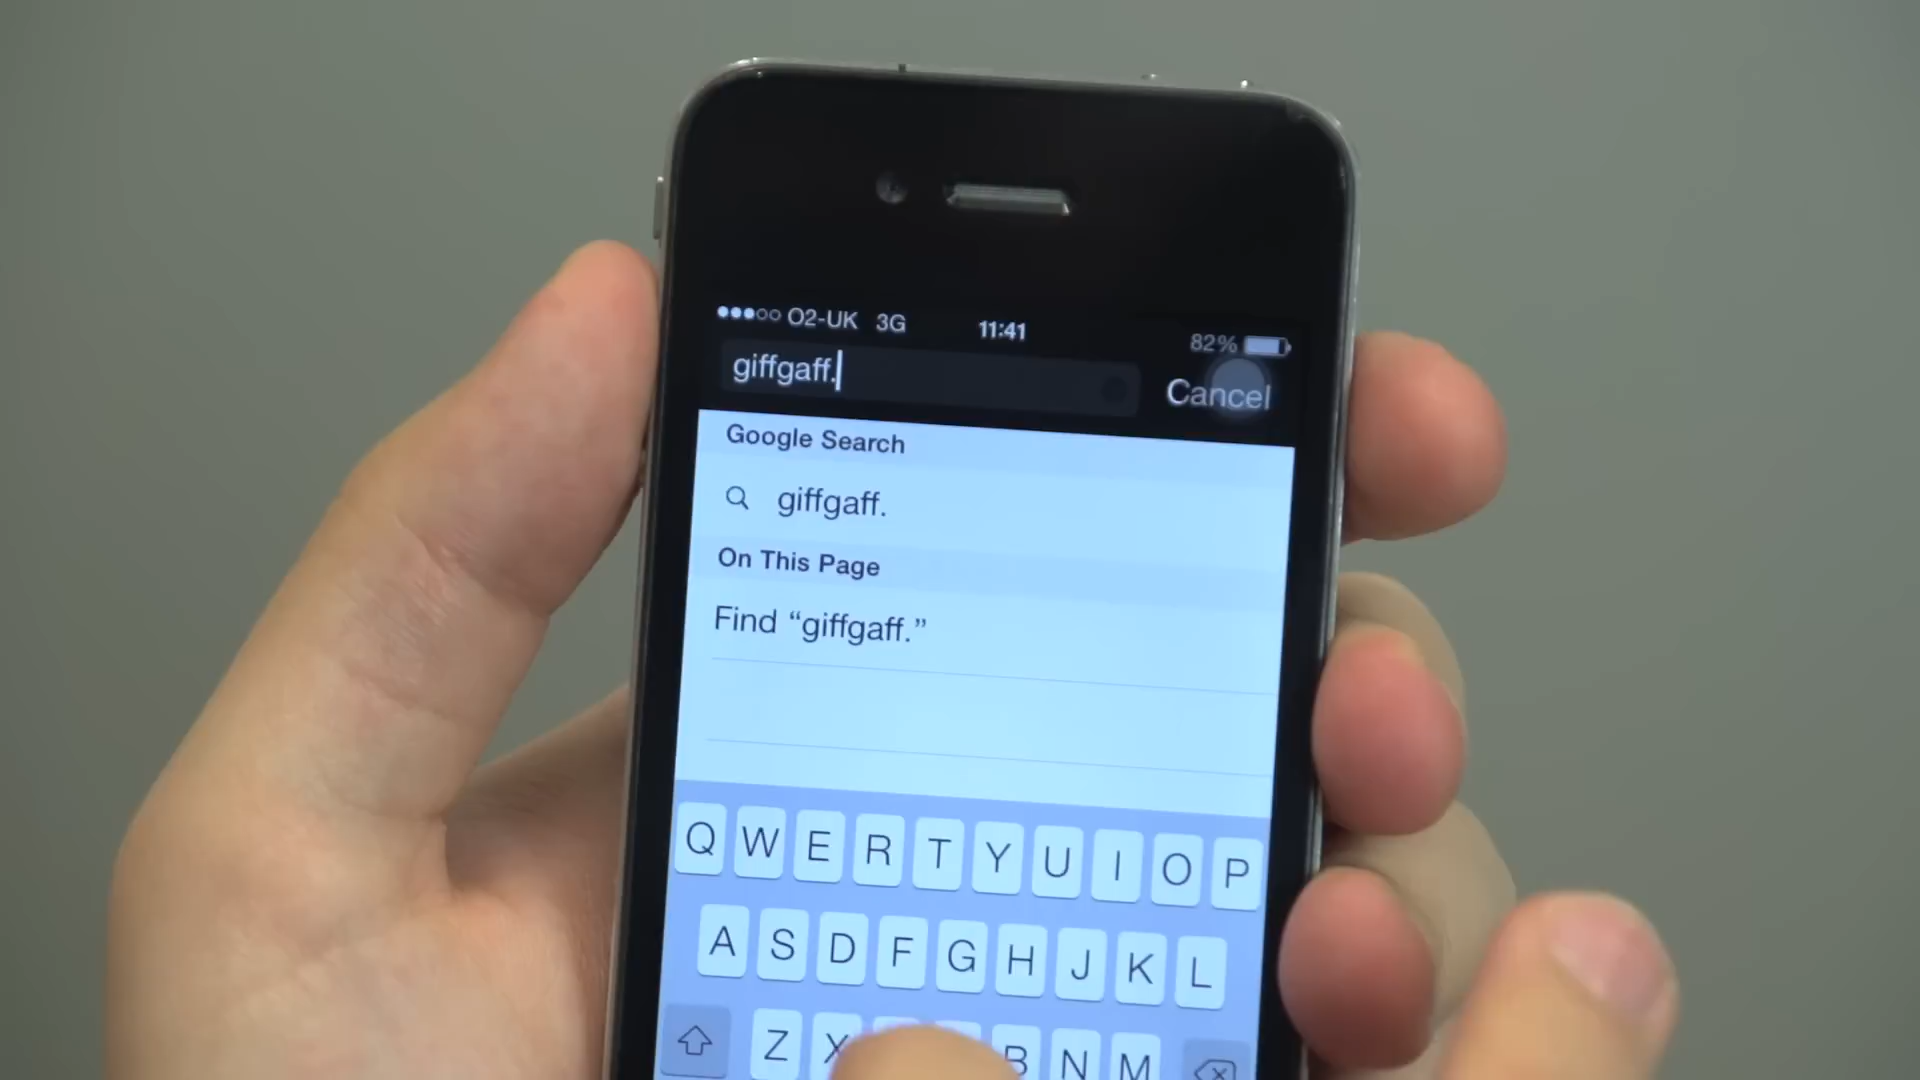 O2-UK 3G 11:41 82%
giffgaff. Cancel
Google Search
giffgaff.
On This Page
Find “giffgaff.”
Q W E R T Y U I O P
A S D F G H J K L
Z X B N M